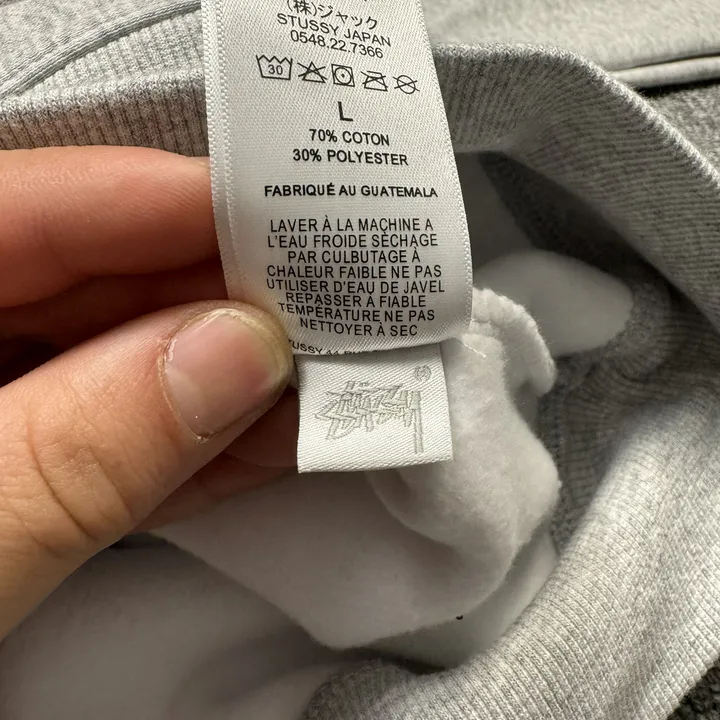 (株)ジャック
STUSSY JAPAN
0548.22.7366
30
L
70% COTON
30% POLYESTER
FABRIQUÉ AU GUATEMALA
LAVER À LA MACHINE A
L'EAU FROIDE SÉCHAGE
PAR CULBUTAGE À
CHALEUR FAIBLE NE PAS
UTILISER D'EAU DE JAVEL
REPASSER À FIABLE
TEMPÉRATURE NE PAS
NETTOYER À SEC
STÜSSY
®